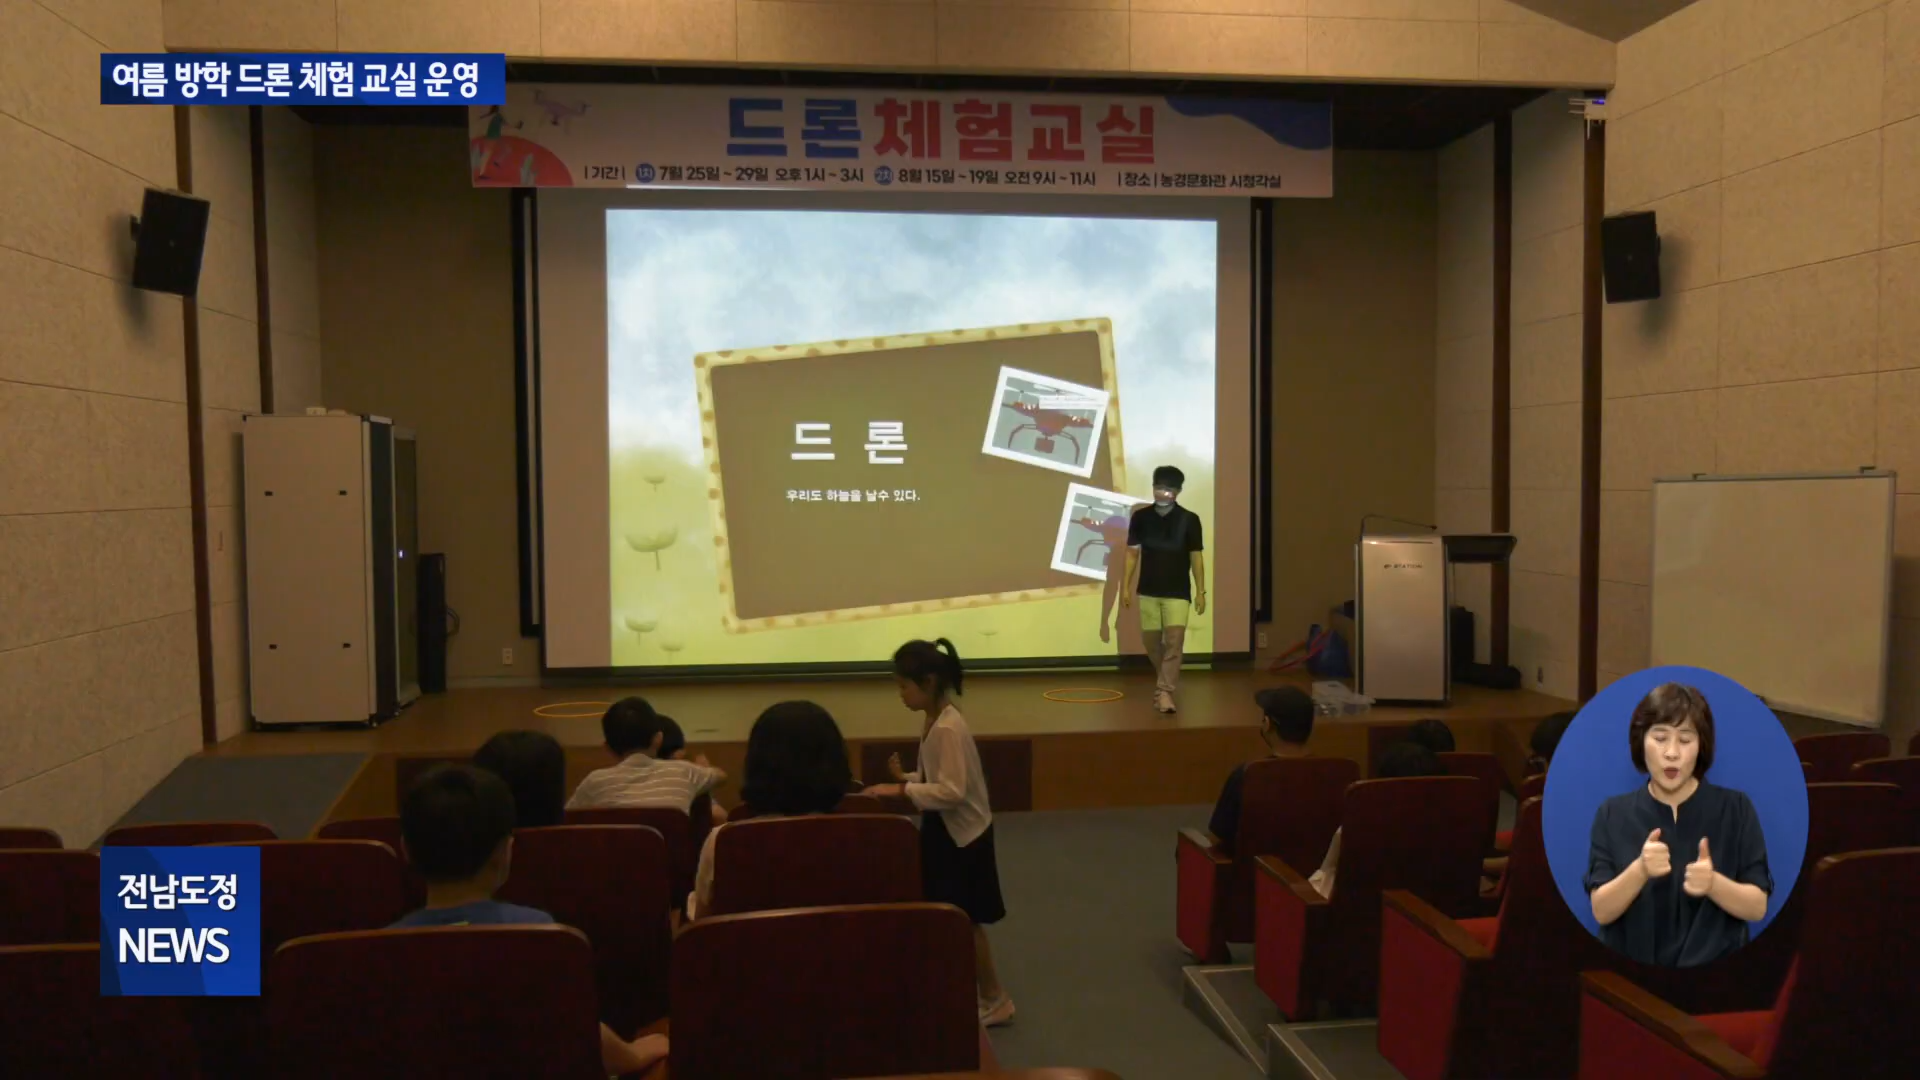 여름 방학 드론 체험 교실 운영
드론체험교실
| 기간 | 1차 7월 25일 ~ 29일 오후 1시 ~ 3시 2차 8월 15일 ~ 19일 오전 9시 ~ 11시 | 장소 | 농경문화관 시청각실
드 론
우리도 하늘을 날수 있다.
전남도정
NEWS